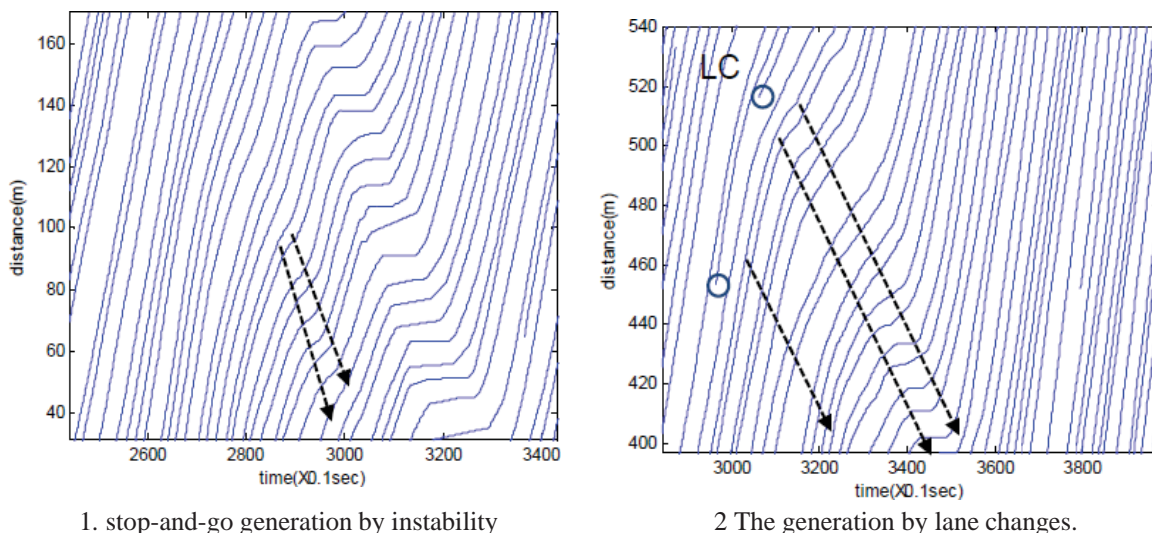 160
140
120
100
80
60
40
distance(m)
2600 2800 3000 3200 3400
time(X0.1sec)
1. stop-and-go generation by instability
540
520
500
480
460
440
420
400
distance(m)
LC
3000 3200 3400 3600 3800
time(X0.1sec)
2 The generation by lane changes.